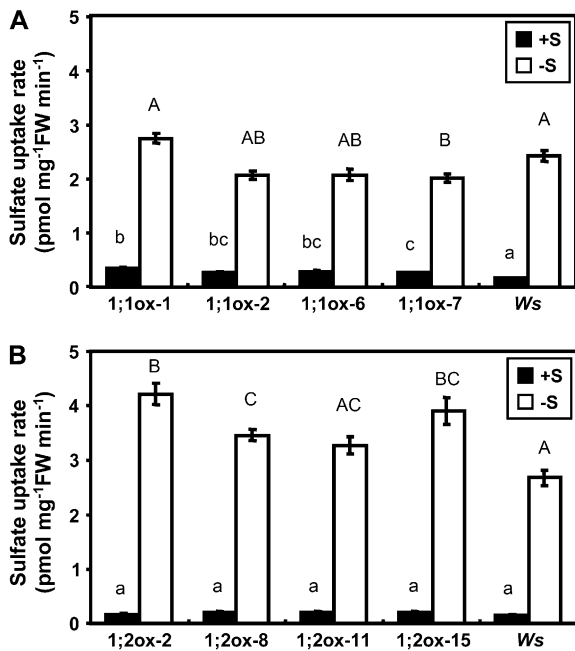 A
Sulfate uptake rate
(pmol mg⁻¹FW min⁻¹)
5
4
3
2
1
0
+S
-S
A
AB
AB
B
A
b
bc
bc
c
a
1;1ox-1
1;1ox-2
1;1ox-6
1;1ox-7
Ws
B
Sulfate uptake rate
(pmol mg⁻¹FW min⁻¹)
5
4
3
2
1
0
+S
-S
B
C
AC
BC
A
a
a
a
a
a
1;2ox-2
1;2ox-8
1;2ox-11
1;2ox-15
Ws